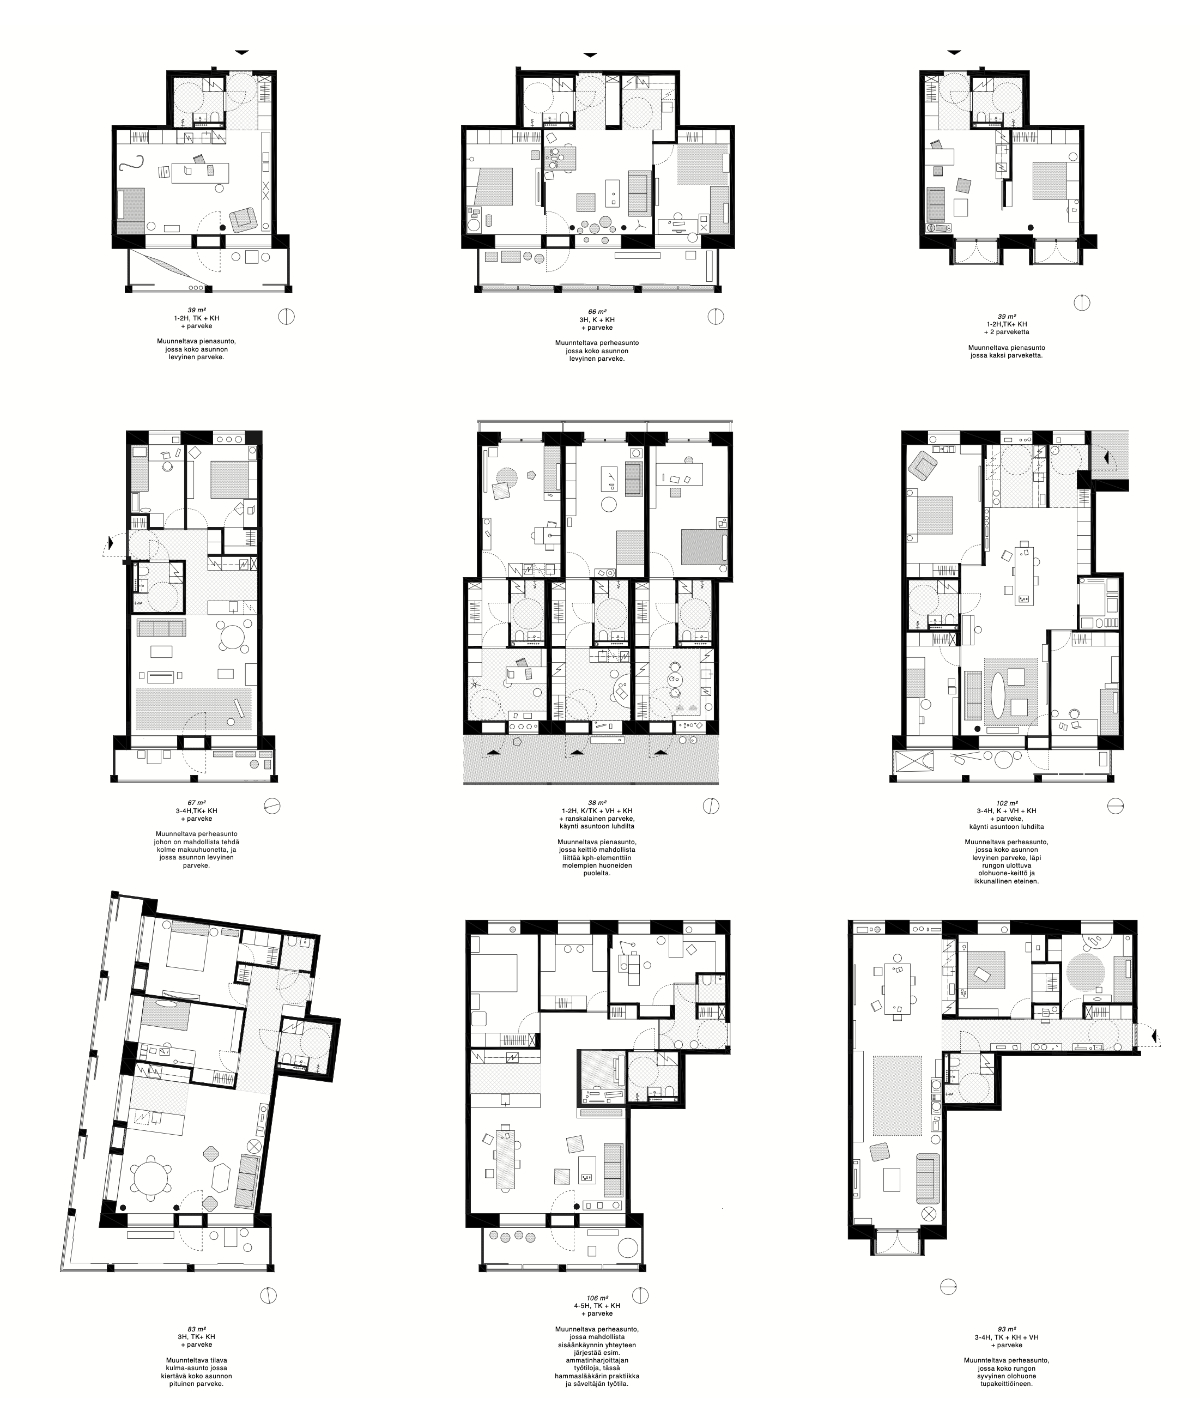 39 m²
1-2H, TK + KH
+ parveke
Muunneltava pienasunto,
jossa koko asunnon
levyinen parveke.
66 m²
3H, K + KH
+ parveke
Muunnteltava perheasunto
jossa koko asunnon
levyinen parveke.
39 m²
1-2H,TK+ KH
+ 2 parveketta
Muunneltava pienasunto
jossa kaksi parveketta.
67 m²
3-4H,TK+ KH
+ parveke
Muunneltava perheasunto
johon on mahdollista tehdä
kolme makuuhuonetta, ja
jossa asunnon levyinen
parveke.
38 m²
1-2H, K/TK + VH + KH
+ ranskalainen parveke,
käynti asuntoon luhdilta
Muunneltava pienasunto,
jossa keittiö mahdollista
liittää kph-elementtiin
molempien huoneiden
puolelta.
102 m²
3-4H, K + VH + KH
+ parveke,
käynti asuntoon luhdilta
Muunneltava perheasunto,
jossa koko asunnon
levyinen parveke, läpi
rungon ulottuva
olohuone-keittö ja
ikkunallinen eteinen.
83 m²
3H, TK+ KH
+ parveke
Muunnteltava tilava
kulma-asunto jossa
kiertävä koko asunnon
pituinen parveke.
106 m²
4-5H, TK + KH
+ parveke
Muunneltava perheasunto,
jossa mahdollista
sisäänkäynnin yhteyteen
järjestää esim.
ammatinharjoittajan
työtiloja, tässä
hammaslääkärin praktiikka
ja säveltäjän työtila.
93 m²
3-4H, TK + KH + VH
+ parveke
Muunneltava perheasunto,
jossa koko rungon
syvyinen olohuone
tupakeittiöineen.